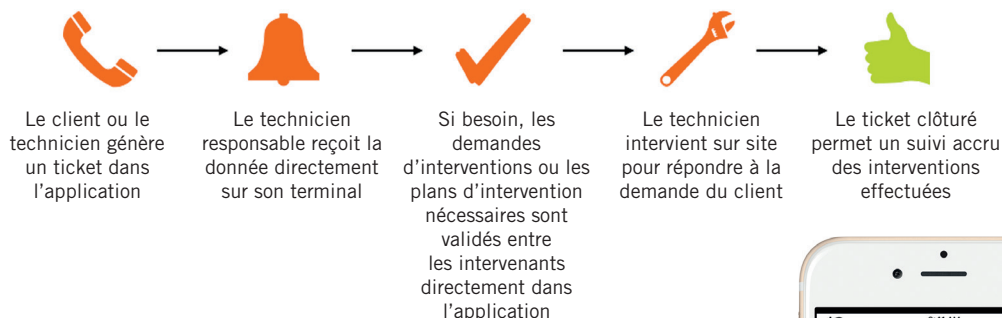 Le client ou le
technicien génère
un ticket dans
l'application
Le technicien
responsable reçoit la
donnée directement
sur son terminal
Si besoin, les
demandes
d'interventions ou les
plans d'intervention
nécessaires sont
validés entre
les intervenants
directement dans
l'application
Le technicien
intervient sur site
pour répondre à la
demande du client
Le ticket clôturé
permet un suivi accru
des interventions
effectuées